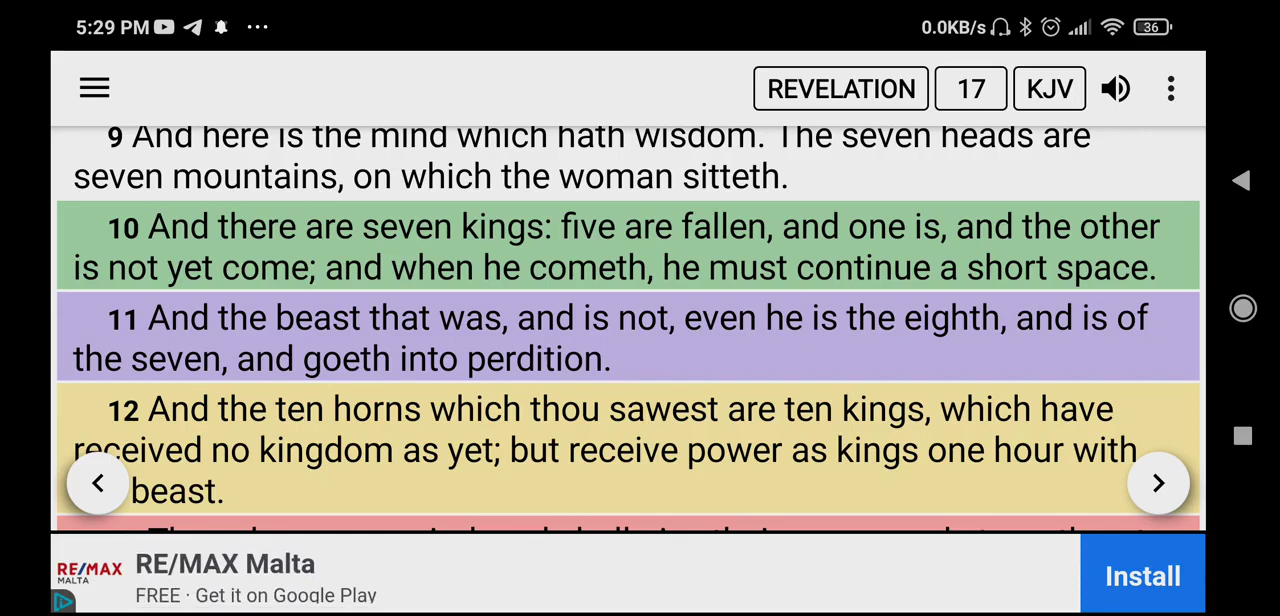 5:29 PM ... 0.0KB/s 36
REVELATION 17 KJV
9 And here is the mind which hath wisdom. The seven heads are
seven mountains, on which the woman sitteth.
10 And there are seven kings: five are fallen, and one is, and the other
is not yet come; and when he cometh, he must continue a short space.
11 And the beast that was, and is not, even he is the eighth, and is of
the seven, and goeth into perdition.
12 And the ten horns which thou sawest are ten kings, which have
received no kingdom as yet; but receive power as kings one hour with
beast.
RE/MAX
MALTA
RE/MAX Malta
FREE · Get it on Google Play
Install